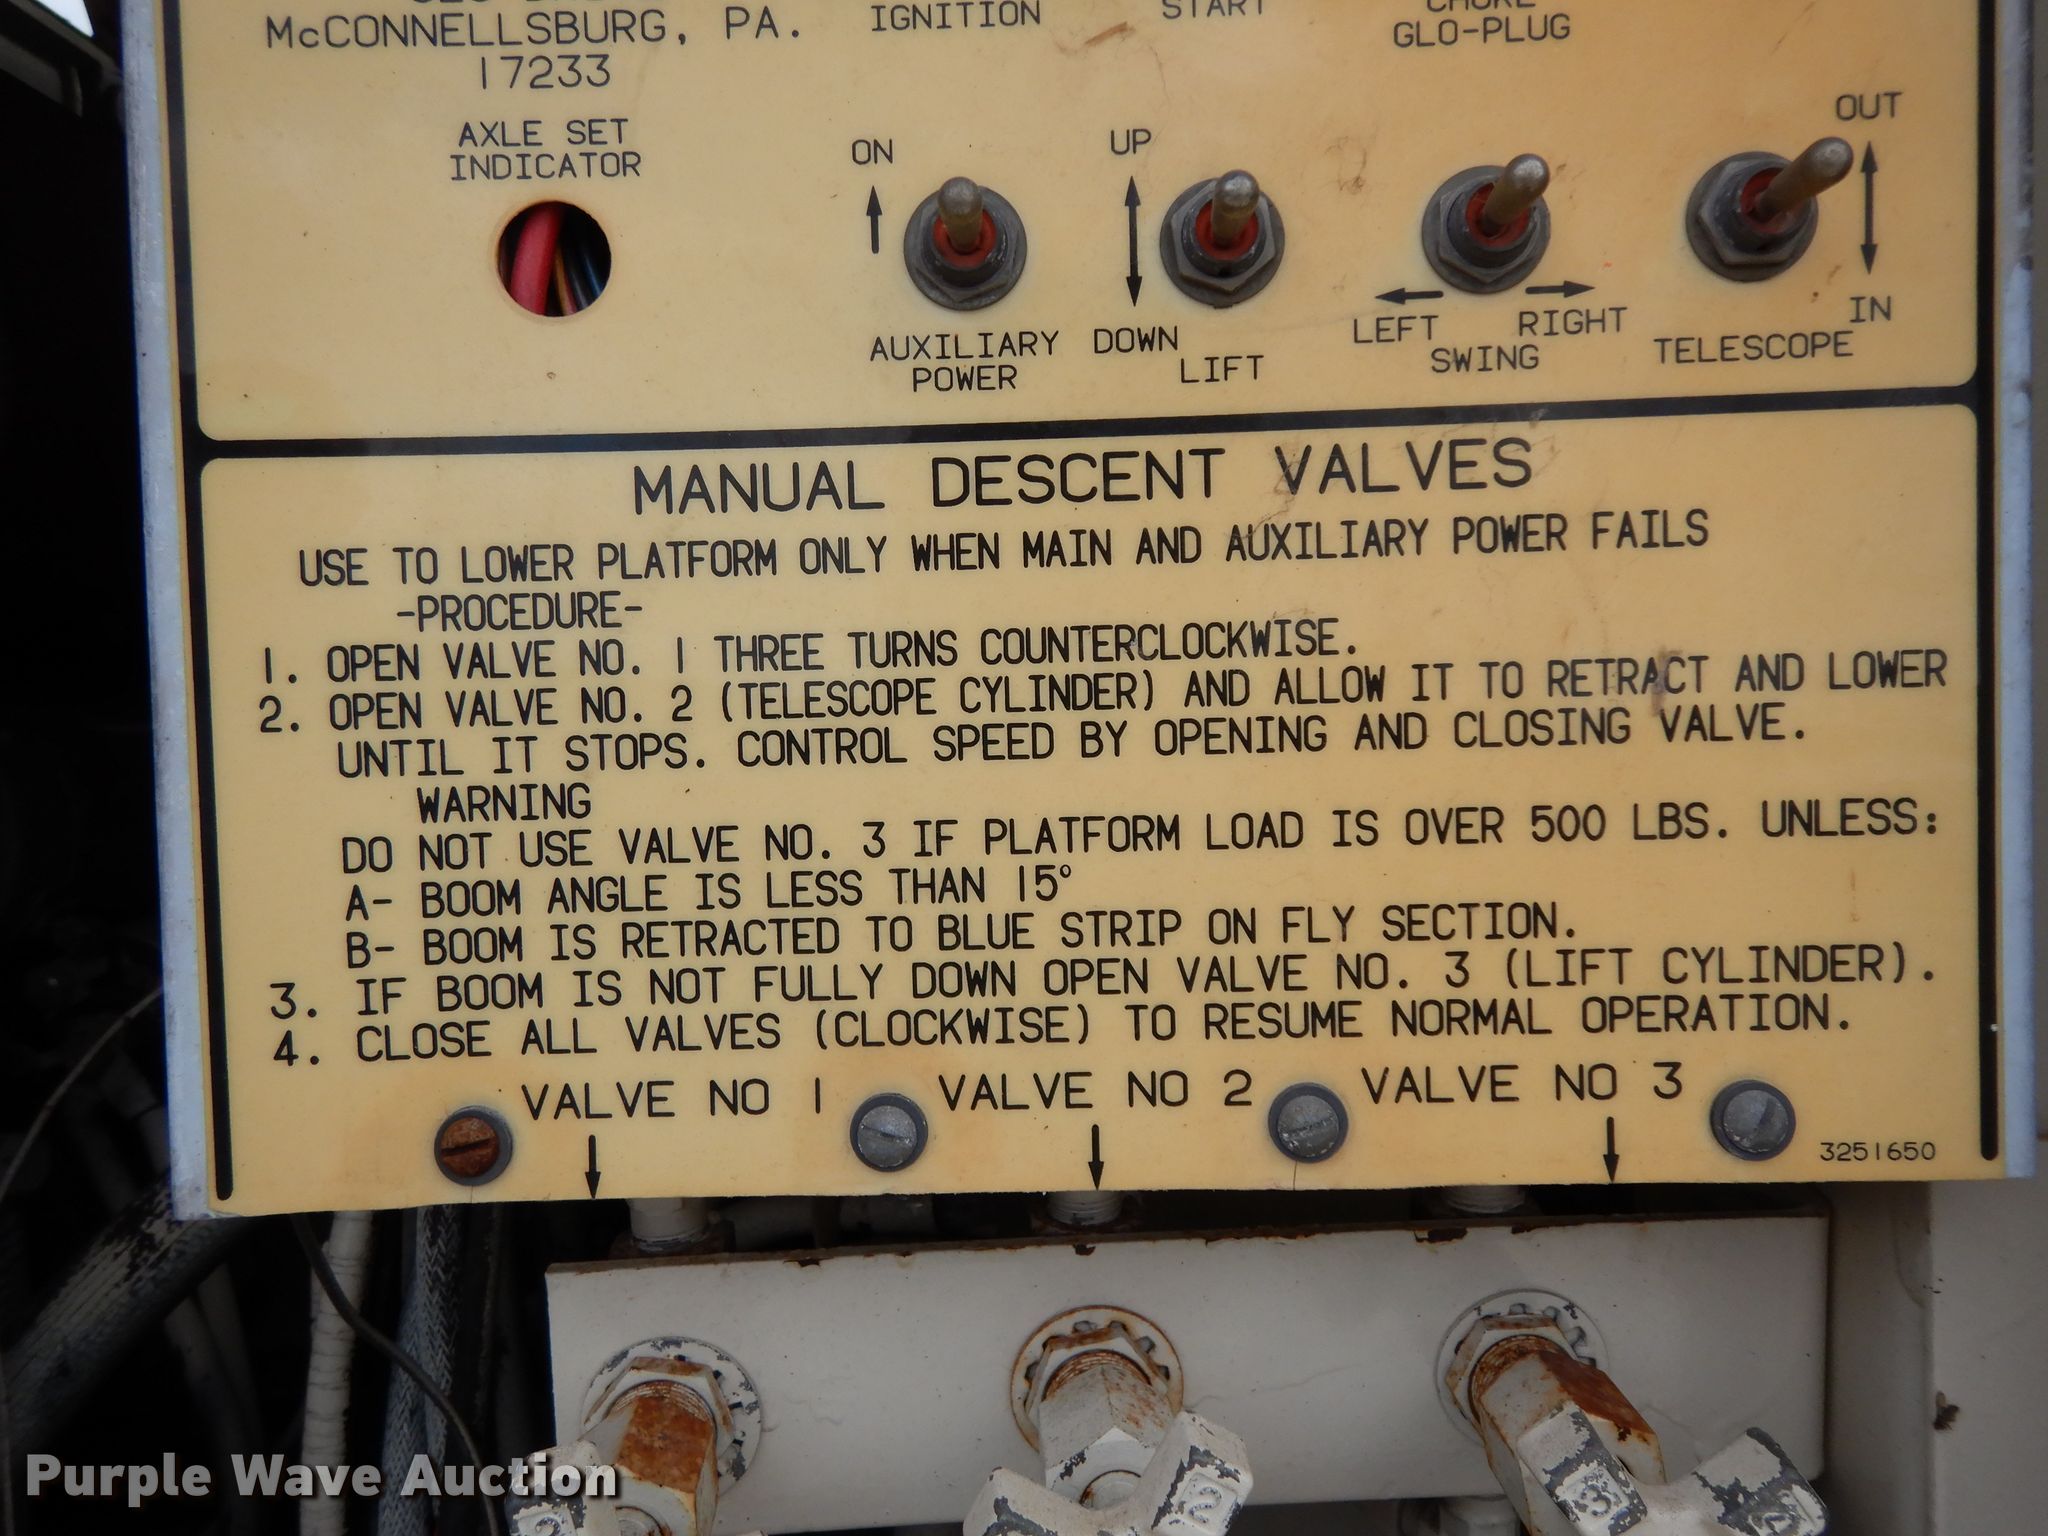 McCONNELLSBURG, PA.
17233
IGNITION
START
CHOKE
GLO-PLUG
AXLE SET
INDICATOR
ON
AUXILIARY
POWER
UP
DOWN
LIFT
LEFT
RIGHT
SWING
OUT
IN
TELESCOPE
MANUAL DESCENT VALVES
USE TO LOWER PLATFORM ONLY WHEN MAIN AND AUXILIARY POWER FAILS
-PROCEDURE-
1. OPEN VALVE NO. 1 THREE TURNS COUNTERCLOCKWISE.
2. OPEN VALVE NO. 2 (TELESCOPE CYLINDER) AND ALLOW IT TO RETRACT AND LOWER
UNTIL IT STOPS. CONTROL SPEED BY OPENING AND CLOSING VALVE.
WARNING
DO NOT USE VALVE NO. 3 IF PLATFORM LOAD IS OVER 500 LBS. UNLESS:
A- BOOM ANGLE IS LESS THAN 15°
B- BOOM IS RETRACTED TO BLUE STRIP ON FLY SECTION.
3. IF BOOM IS NOT FULLY DOWN OPEN VALVE NO. 3 (LIFT CYLINDER).
4. CLOSE ALL VALVES (CLOCKWISE) TO RESUME NORMAL OPERATION.
VALVE NO 1 VALVE NO 2 VALVE NO 3
3251650
2
3
Purple Wave Auction